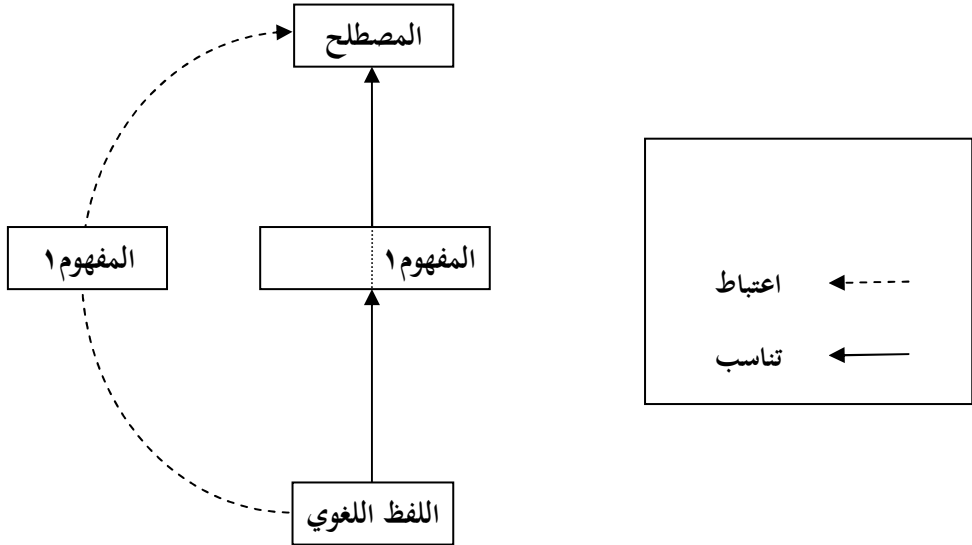 المصطلح
المفهوم١
المفهوم١
اللفظ اللغوي
اعتباط
تناسب